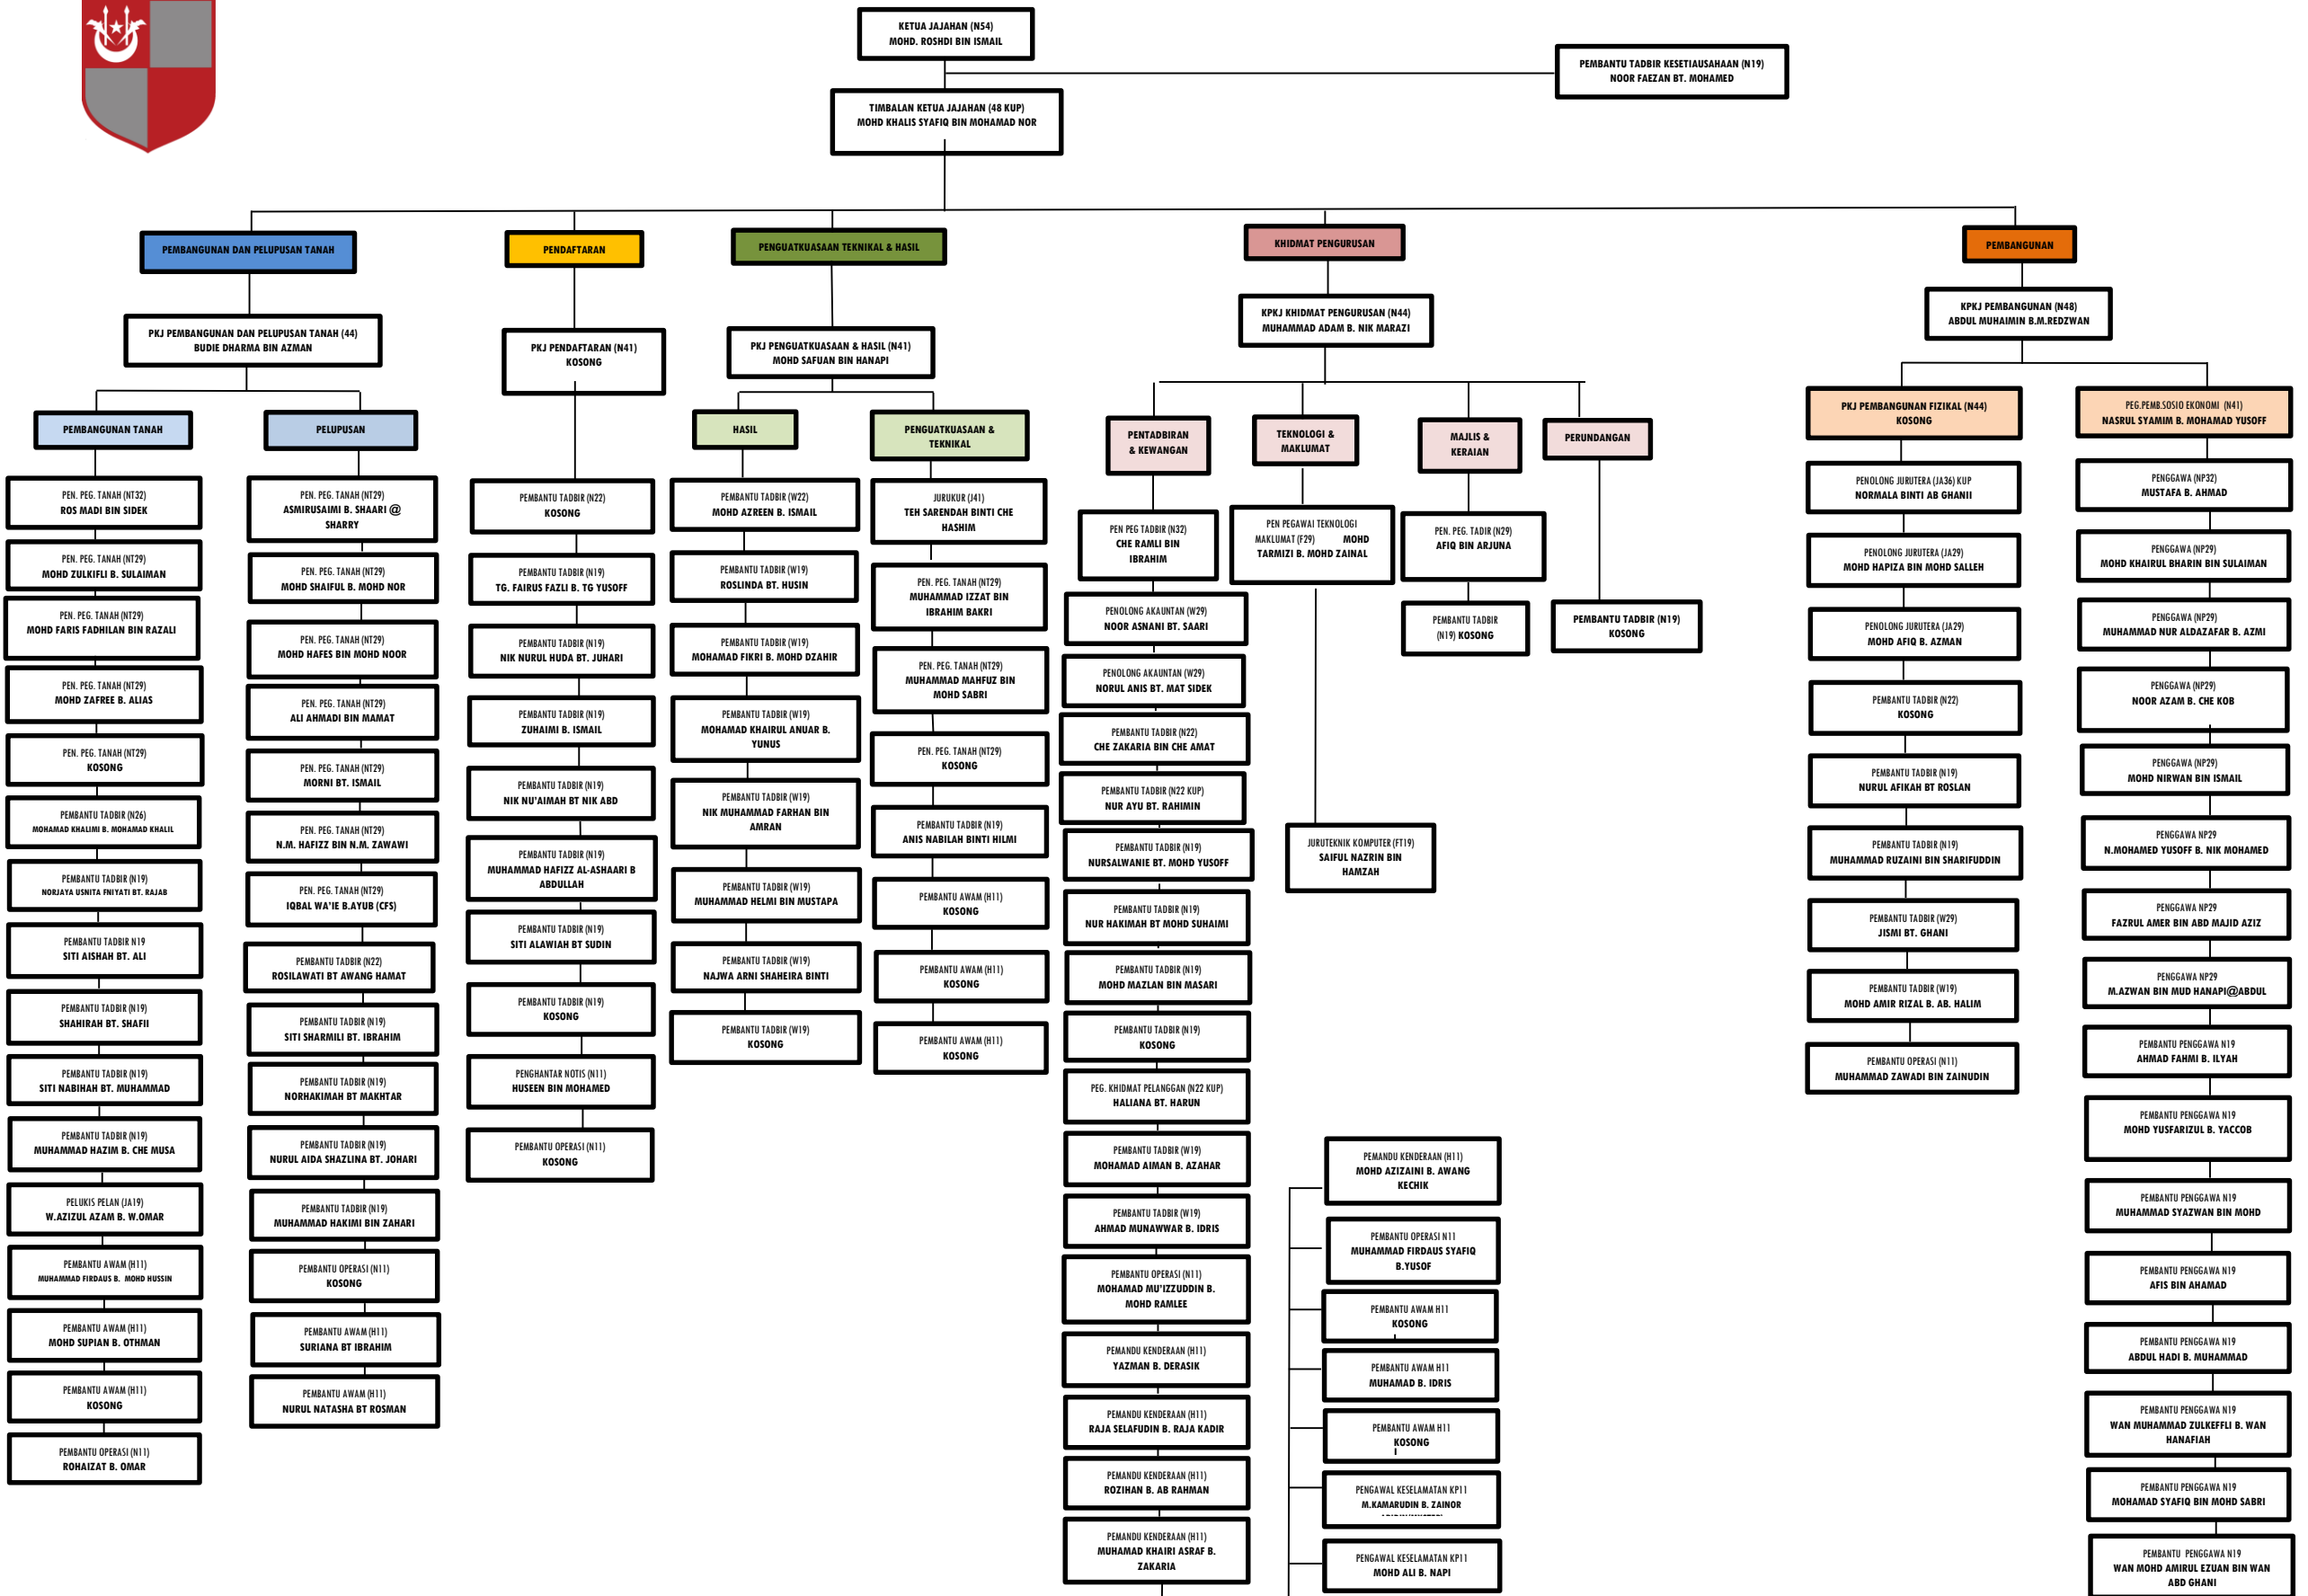 KETUA JAJAHAN (N54)
MOHD. ROSHDI BIN ISMAIL
PEMBANTU TADBIR KESETIAUSAHAAN (N19)
NOOR FAEZAN BT. MOHAMED
TIMBALAN KETUA JAJAHAN (48 KUP)
MOHD KHALIS SYAFIQ BIN MOHAMAD NOR
PEMBANGUNAN DAN PELUPUSAN TANAH
PKJ PEMBANGUNAN DAN PELUPUSAN TANAH (44)
BUDIE DHARMA BIN AZMAN
PEMBANGUNAN TANAH
PEN. PEG. TANAH (NT32)
ROS MADI BIN SIDEK
PEN. PEG. TANAH (NT29)
MOHD ZULKIFLI B. SULAIMAN
PEN. PEG. TANAH (NT29)
MOHD FARIS FADHILAN BIN RAZALI
PEN. PEG. TANAH (NT29)
MOHD ZAFREE B. ALIAS
PEN. PEG. TANAH (NT29)
KOSONG
PEMBANTU TADBIR (N26)
MOHAMAD KHALIMI B. MOHAMAD KHALIL
PEMBANTU TADBIR (N19)
NORJAYA USNITA FNIYATI BT. RAJAB
PEMBANTU TADBIR N19
SITI AISHAH BT. ALI
PEMBANTU TADBIR (N19)
SHAHIRAH BT. SHAFII
PEMBANTU TADBIR (N19)
SITI NABIHAH BT. MUHAMMAD
PEMBANTU TADBIR (N19)
MUHAMMAD HAZIM B. CHE MUSA
PELUKIS PELAN (JA19)
W.AZIZUL AZAM B. W.OMAR
PEMBANTU AWAM (H11)
MUHAMMAD FIRDAUS B. MOHD HUSSIN
PEMBANTU AWAM (H11)
MOHD SUPIAN B. OTHMAN
PEMBANTU AWAM (H11)
KOSONG
PEMBANTU OPERASI (N11)
ROHAIZAT B. OMAR
PELUPUSAN
PEN. PEG. TANAH (NT29)
ASMIRUSAIMI B. SHAARI @
SHARRY
PEN. PEG. TANAH (NT29)
MOHD SHAIFUL B. MOHD NOR
PEN. PEG. TANAH (NT29)
MOHD HAFES BIN MOHD NOOR
PEN. PEG. TANAH (NT29)
ALI AHMADI BIN MAMAT
PEN. PEG. TANAH (NT29)
MORNI BT. ISMAIL
PEN. PEG. TANAH (NT29)
N.M. HAFIZZ BIN N.M. ZAWAWI
PEN. PEG. TANAH (NT29)
IQBAL WA'IE B.AYUB (CFS)
PEMBANTU TADBIR (N22)
ROSILAWATI BT AWANG HAMAT
PEMBANTU TADBIR (N19)
SITI SHARMILI BT. IBRAHIM
PEMBANTU TADBIR (N19)
NORHAKIMAH BT MAKHTAR
PEMBANTU TADBIR (N19)
NURUL AIDA SHAZLINA BT. JOHARI
PEMBANTU TADBIR (N19)
MUHAMMAD HAKIMI BIN ZAHARI
PEMBANTU OPERASI (N11)
KOSONG
PEMBANTU AWAM (H11)
SURIANA BT IBRAHIM
PEMBANTU AWAM (H11)
NURUL NATASHA BT ROSMAN
PENDAFTARAN
PKJ PENDAFTARAN (N41)
KOSONG
PEMBANTU TADBIR (N22)
KOSONG
PEMBANTU TADBIR (N19)
TG. FAIRUS FAZLI B. TG YUSOFF
PEMBANTU TADBIR (N19)
NIK NURUL HUDA BT. JUHARI
PEMBANTU TADBIR (N19)
ZUHAIMI B. ISMAIL
PEMBANTU TADBIR (N19)
NIK NU'AIMAH BT NIK ABD
PEMBANTU TADBIR (N19)
MUHAMMAD HAFIZZ AL-ASHAARI B
ABDULLAH
PEMBANTU TADBIR (N19)
SITI ALAWIAH BT SUDIN
PEMBANTU TADBIR (N19)
KOSONG
PENGHANTAR NOTIS (N11)
HUSEEN BIN MOHAMED
PEMBANTU OPERASI (N11)
KOSONG
PENGUATKUASAAN TEKNIKAL & HASIL
PKJ PENGUATKUASAAN & HASIL (N41)
MOHD SAFUAN BIN HANAPI
HASIL
PEMBANTU TADBIR (W22)
MOHD AZREEN B. ISMAIL
PEMBANTU TADBIR (W19)
ROSLINDA BT. HUSIN
PEMBANTU TADBIR (W19)
MOHAMAD FIKRI B. MOHD DZAHIR
PEMBANTU TADBIR (W19)
MOHAMAD KHAIRUL ANUAR B.
YUNUS
PEMBANTU TADBIR (W19)
NIK MUHAMMAD FARHAN BIN
AMRAN
PEMBANTU TADBIR (W19)
MUHAMMAD HELMI BIN MUSTAPA
PEMBANTU TADBIR (W19)
NAJWA ARNI SHAHEIRA BINTI
PEMBANTU TADBIR (W19)
KOSONG
PENGUATKUASAAN &
TEKNIKAL
JURUKUR (J41)
TEH SARENDAH BINTI CHE
HASHIM
PEN. PEG. TANAH (NT29)
MUHAMMAD IZZAT BIN
IBRAHIM BAKRI
PEN. PEG. TANAH (NT29)
MUHAMMAD MAHFUZ BIN
MOHD SABRI
PEN. PEG. TANAH (NT29)
KOSONG
PEMBANTU TADBIR (N19)
ANIS NABILAH BINTI HILMI
PEMBANTU AWAM (H11)
KOSONG
PEMBANTU AWAM (H11)
KOSONG
PEMBANTU AWAM (H11)
KOSONG
KHIDMAT PENGURUSAN
KPKJ KHIDMAT PENGURUSAN (N44)
MUHAMMAD ADAM B. NIK MARAZI
PENTADBIRAN
& KEWANGAN
PEN PEG TADBIR (N32)
CHE RAMLI BIN
IBRAHIM
PENOLONG AKAUNTAN (W29)
NOOR ASNANI BT. SAARI
PENOLONG AKAUNTAN (W29)
NORUL ANIS BT. MAT SIDEK
PEMBANTU TADBIR (N22)
CHE ZAKARIA BIN CHE AMAT
PEMBANTU TADBIR (N22 KUP)
NUR AYU BT. RAHIMIN
PEMBANTU TADBIR (N19)
NURSALWANIE BT. MOHD YUSOFF
PEMBANTU TADBIR (N19)
NUR HAKIMAH BT MOHD SUHAIMI
PEMBANTU TADBIR (N19)
MOHD MAZLAN BIN MASARI
PEMBANTU TADBIR (N19)
KOSONG
PEG. KHIDMAT PELANGGAN (N22 KUP)
HALIANA BT. HARUN
PEMBANTU TADBIR (W19)
MOHAMAD AIMAN B. AZAHAR
PEMBANTU TADBIR (W19)
AHMAD MUNAWWAR B. IDRIS
PEMBANTU OPERASI (N11)
MOHAMAD MU'IZZUDDIN B.
MOHD RAMLEE
PEMANDU KENDERAAN (H11)
YAZMAN B. DERASIK
PEMANDU KENDERAAN (H11)
RAJA SELAFUDIN B. RAJA KADIR
PEMANDU KENDERAAN (H11)
ROZIHAN B. AB RAHMAN
PEMANDU KENDERAAN (H11)
MUHAMAD KHAIRI ASRAF B.
ZAKARIA
PEMANDU KENDERAAN (H11)
MOHD AZIZAINI B. AWANG
KECHIK
PEMBANTU OPERASI N11
MUHAMMAD FIRDAUS SYAFIQ
B.YUSOF
PEMBANTU AWAM H11
KOSONG
PEMBANTU AWAM H11
MUHAMAD B. IDRIS
PEMBANTU AWAM H11
KOSONG
PENGAWAL KESELAMATAN KP11
M.KAMARUDIN B. ZAINOR
PENGAWAL KESELAMATAN KP11
MOHD ALI B. NAPI
TEKNOLOGI &
MAKLUMAT
PEN PEGAWAI TEKNOLOGI
MAKLUMAT (F29) MOHD
TARMIZI B. MOHD ZAINAL
JURUTEKNIK KOMPUTER (FT19)
SAIFUL NAZRIN BIN
HAMZAH
MAJLIS &
KERAIAN
PEN. PEG. TADIR (N29)
AFIQ BIN ARJUNA
PEMBANTU TADBIR
(N19) KOSONG
PERUNDANGAN
PEMBANTU TADBIR (N19)
KOSONG
PEMBANGUNAN
KPKJ PEMBANGUNAN (N48)
ABDUL MUHAIMIN B.M.REDZWAN
PKJ PEMBANGUNAN FIZIKAL (N44)
KOSONG
PENOLONG JURUTERA (JA36) KUP
NORMALA BINTI AB GHANII
PENOLONG JURUTERA (JA29)
MOHD HAPIZA BIN MOHD SALLEH
PENOLONG JURUTERA (JA29)
MOHD AFIQ B. AZMAN
PEMBANTU TADBIR (N22)
KOSONG
PEMBANTU TADBIR (N19)
NURUL AFIKAH BT ROSLAN
PEMBANTU TADBIR (N19)
MUHAMMAD RUZAINI BIN SHARIFUDDIN
PEMBANTU TADBIR (W29)
JISMI BT. GHANI
PEMBANTU TADBIR (W19)
MOHD AMIR RIZAL B. AB. HALIM
PEMBANTU OPERASI (N11)
MUHAMMAD ZAWADI BIN ZAINUDIN
PEG.PEMB.SOSIO EKONOMI (N41)
NASRUL SYAMIM B. MOHAMAD YUSOFF
PENGGAWA (NP32)
MUSTAFA B. AHMAD
PENGGAWA (NP29)
MOHD KHAIRUL BHARIN BIN SULAIMAN
PENGGAWA (NP29)
MUHAMMAD NUR ALDAZAFAR B. AZMI
PENGGAWA (NP29)
NOOR AZAM B. CHE KOB
PENGGAWA (NP29)
MOHD NIRWAN BIN ISMAIL
PENGGAWA NP29
N.MOHAMED YUSOFF B. NIK MOHAMED
PENGGAWA NP29
FAZRUL AMER BIN ABD MAJID AZIZ
PENGGAWA NP29
M.AZWAN BIN MUD HANAPI@ABDUL
PEMBANTU PENGGAWA N19
AHMAD FAHMI B. ILYAH
PEMBANTU PENGGAWA N19
MOHD YUSFARIZUL B. YACCOB
PEMBANTU PENGGAWA N19
MUHAMMAD SYAZWAN BIN MOHD
PEMBANTU PENGGAWA N19
AFIS BIN AHAMAD
PEMBANTU PENGGAWA N19
ABDUL HADI B. MUHAMMAD
PEMBANTU PENGGAWA N19
WAN MUHAMMAD ZULKEFFLI B. WAN
HANAFIAH
PEMBANTU PENGGAWA N19
MOHAMAD SYAFIQ BIN MOHD SABRI
PEMBANTU PENGGAWA N19
WAN MOHD AMIRUL EZUAN BIN WAN
ABD GHANI